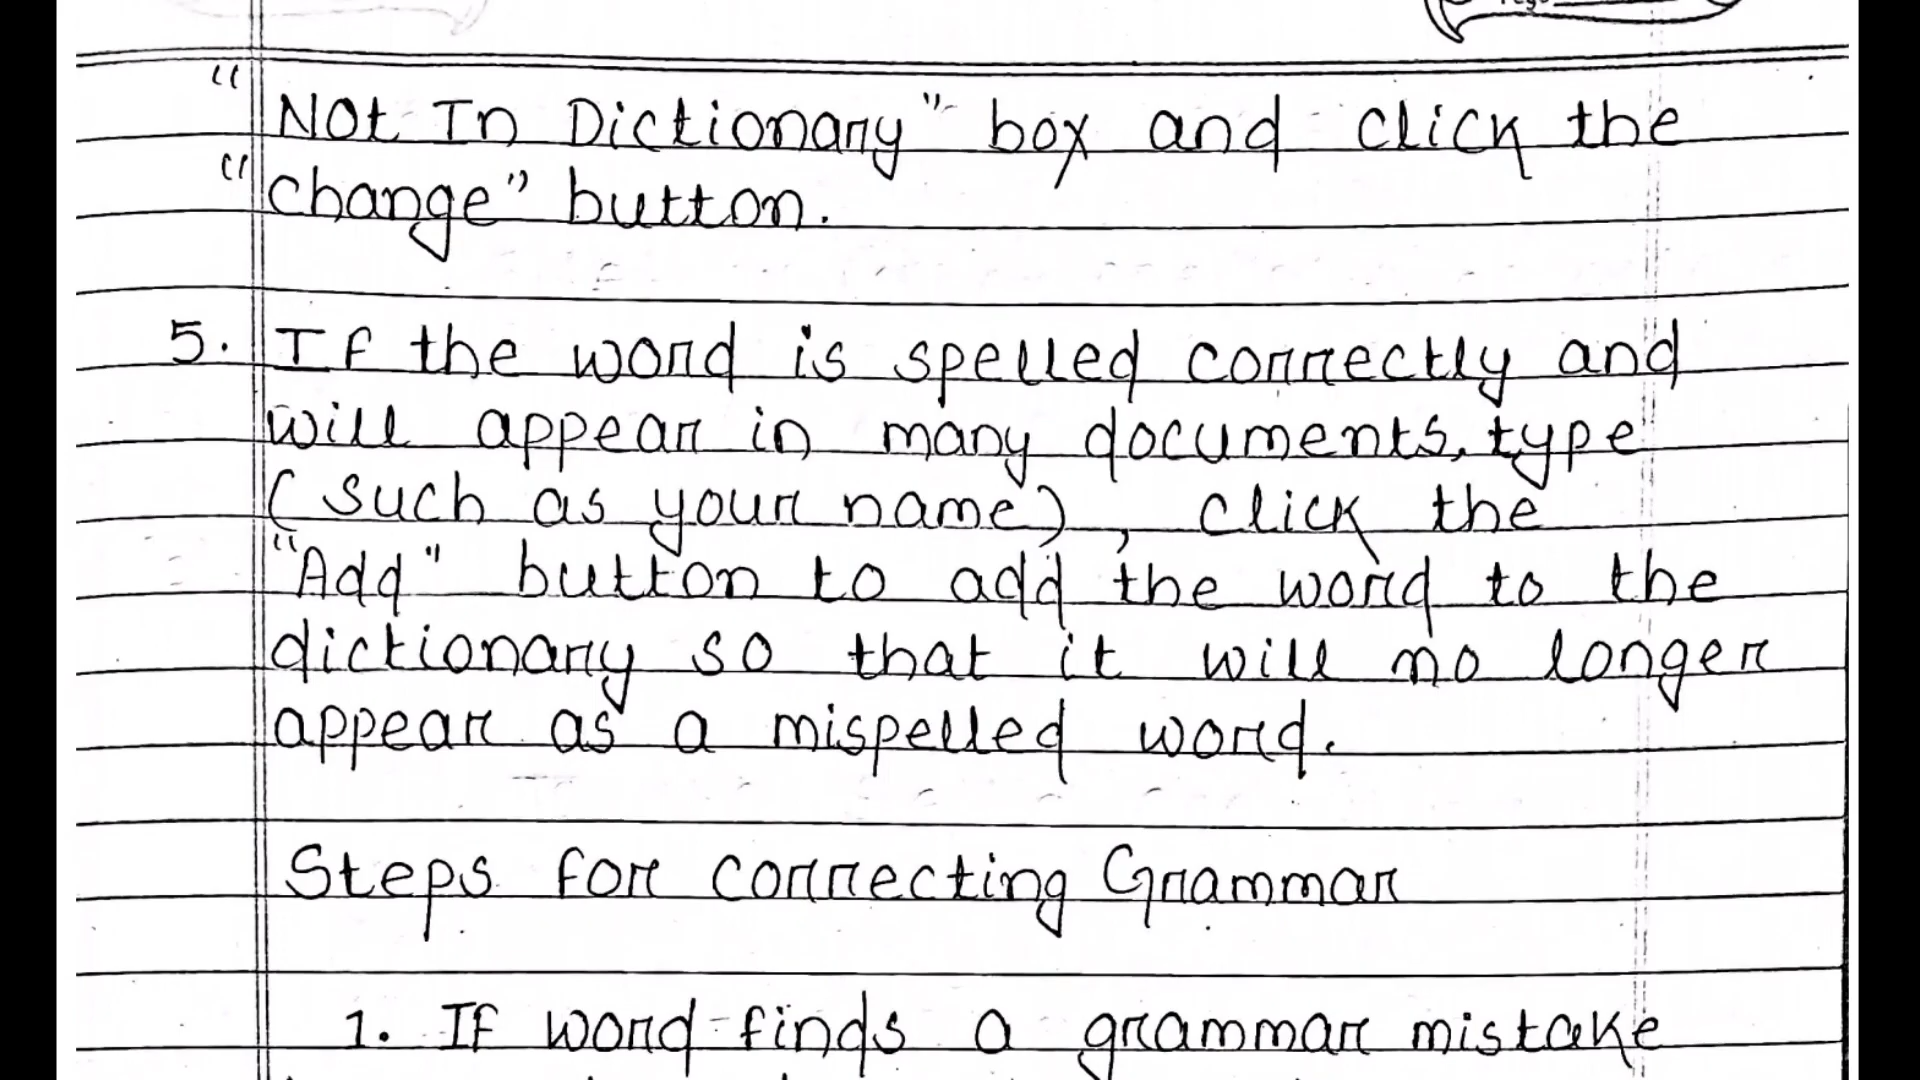 "Not In Dictionary" box and click the
"change" button.
5. If the word is spelled correctly and
will appear in many documents, type
(such as your name), click the
"Add" button to add the word to the
dictionary so that it will no longer
appear as a mispelled word.
Steps for correcting Grammar
1. If word finds a grammar mistake